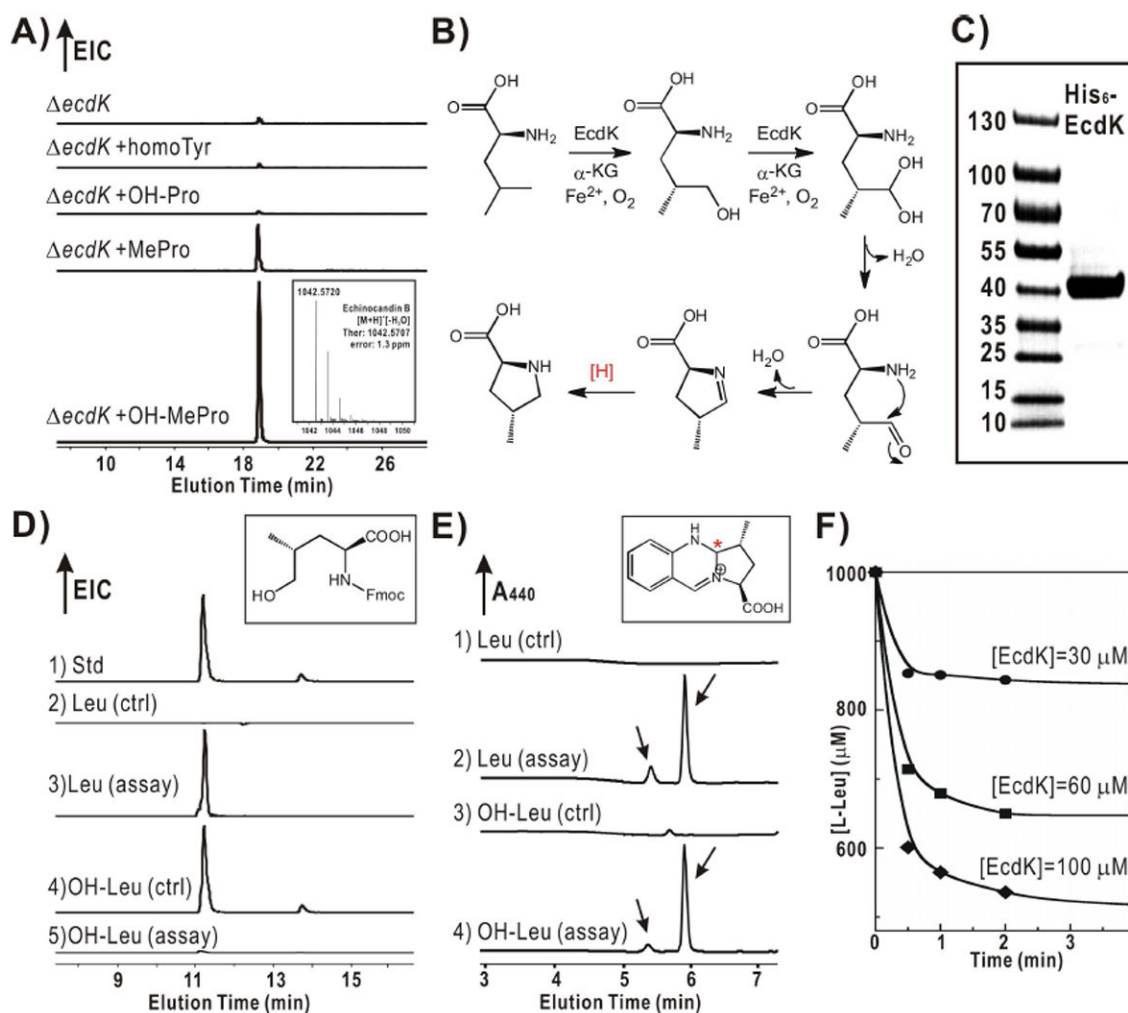 A)
EIC
ΔecdK
ΔecdK +homoTyr
ΔecdK +OH-Pro
ΔecdK +MePro
1042.5720
Echinocandin B
[M+H]⁺[-H₂O]
Ther: 1042.5707
error: 1.3 ppm
1042 1044 1046 1048 1050
ΔecdK +OH-MePro
10 14 18 22 26
Elution Time (min)
B)
OH
O
NH₂
EcdK
α-KG
Fe²⁺, O₂
OH
O
NH₂
OH
EcdK
α-KG
Fe²⁺, O₂
OH
O
NH₂
OH
OH
H₂O
OH
O
NH
[H]
OH
O
N
H₂O
OH
O
NH₂
O
C)
His₆-
EcdK
130
100
70
55
40
35
25
15
10
D)
EIC
COOH
HO
HN
Fmoc
1) Std
2) Leu (ctrl)
3)Leu (assay)
4)OH-Leu (ctrl)
5)OH-Leu (assay)
9 11 13 15
Elution Time (min)
E)
A440
H
N
*
N
+
COOH
1) Leu (ctrl)
2) Leu (assay)
3) OH-Leu (ctrl)
4) OH-Leu (assay)
3 4 5 6 7
Elution Time (min)
F)
1000
800
600
[L-Leu] (μM)
[EcdK]=30 μM
[EcdK]=60 μM
[EcdK]=100 μM
0 1 2 3
Time (min)